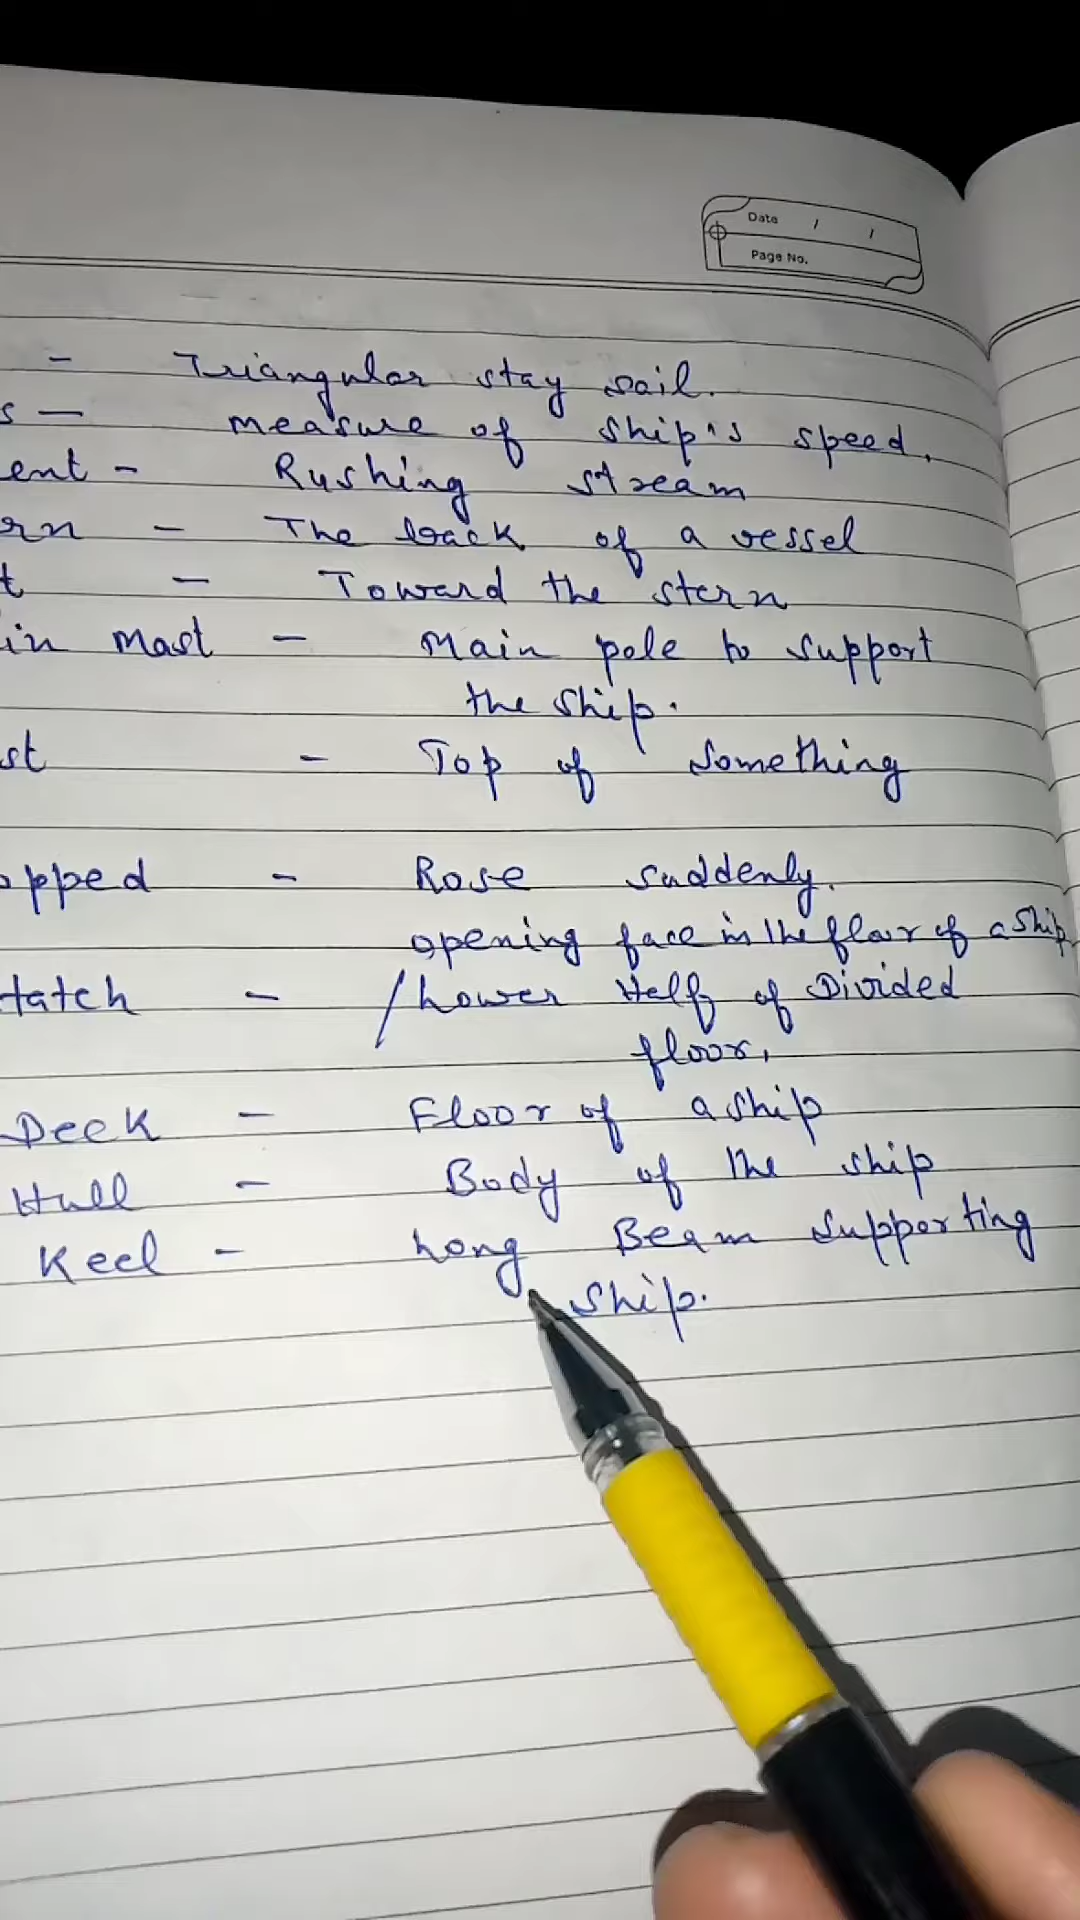 Date / /
Page No.
- Triangular stay sail.
s - measure of ship's speed.
ent - Rushing stream
rn - The back of a vessel
t - Toward the stern
in mast - Main pole to support
the ship.
st - Top of something
opped - Rose suddenly.
opening face in the floor of a ship
Hatch - / Lower Half of Divided
floor,
Deck - Floor of a ship
Hull - Body of the ship
Keel - Long Beam supporting
ship.